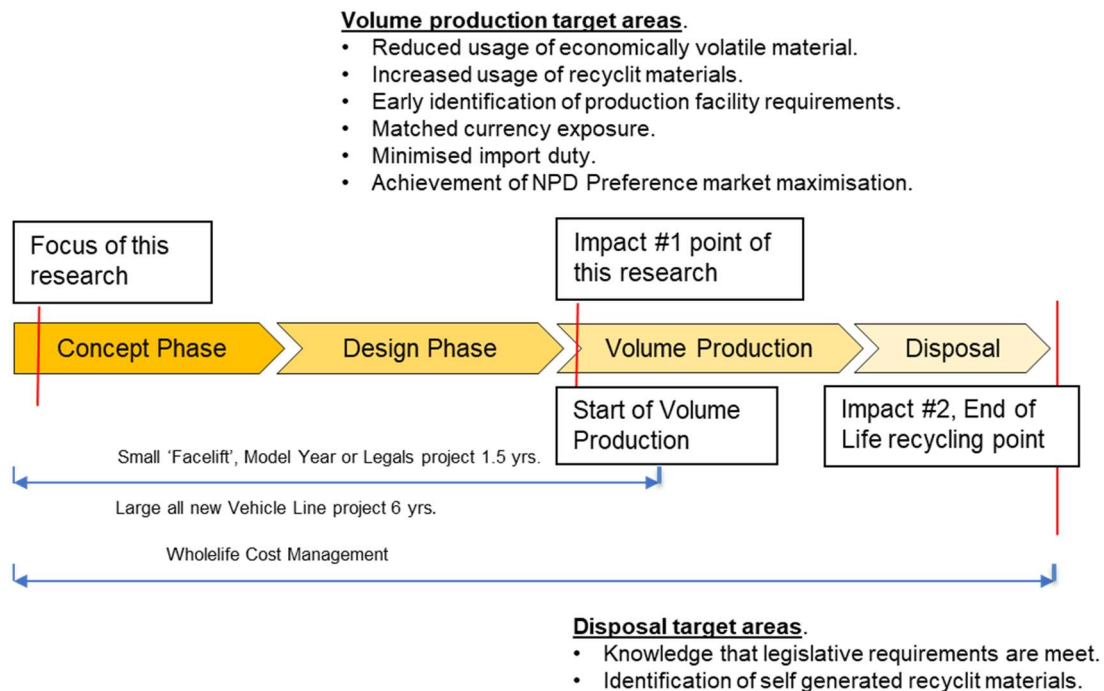 Volume production target areas.
• Reduced usage of economically volatile material.
• Increased usage of recyclit materials.
• Early identification of production facility requirements.
• Matched currency exposure.
• Minimised import duty.
• Achievement of NPD Preference market maximisation.
Focus of this
research
Impact #1 point of
this research
Concept Phase
Design Phase
Volume Production
Disposal
Start of Volume
Production
Impact #2, End of
Life recycling point
Small ‘Facelift’, Model Year or Legals project 1.5 yrs.
Large all new Vehicle Line project 6 yrs.
Wholelife Cost Management
Disposal target areas.
• Knowledge that legislative requirements are meet.
• Identification of self generated recyclit materials.